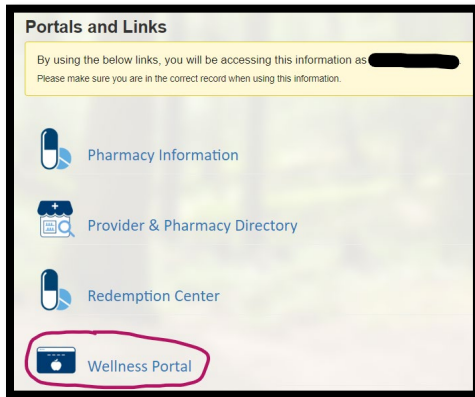 Portals and Links
By using the below links, you will be accessing this information as
Please make sure you are in the correct record when using this information.
Pharmacy Information
Provider & Pharmacy Directory
Redemption Center
Wellness Portal